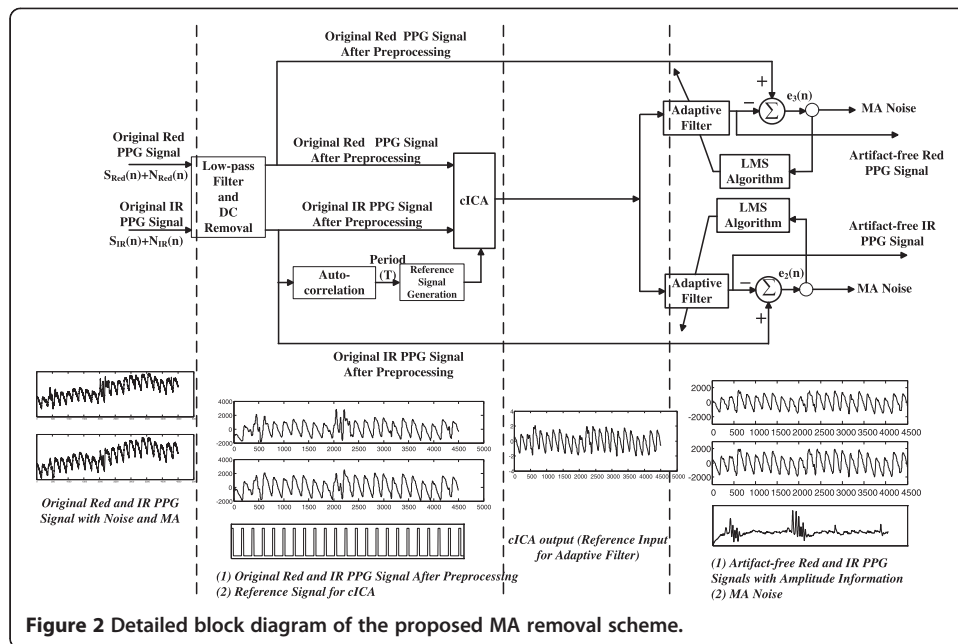 Original Red PPG Signal
After Preprocessing
Original Red
PPG Signal
S_Red(n)+N_Red(n)
Original IR
PPG Signal
S_IR(n)+N_IR(n)
Low-pass
Filter
and
DC
Removal
Original Red PPG Signal
After Preprocessing
Original IR PPG Signal
After Preprocessing
Auto-
correlation
Period
(T)
Reference
Signal
Generation
cICA
Original IR PPG Signal
After Preprocessing
Adaptive
Filter
+
−
Σ
e3(n)
MA Noise
LMS
Algorithm
Artifact-free Red
PPG Signal
LMS
Algorithm
Artifact-free IR
PPG Signal
Adaptive
Filter
−
Σ
+
e2(n)
MA Noise
Original Red and IR PPG
Signal with Noise and MA
4000
2000
0
-2000
0 500 1000 1500 2000 2500 3000 3500 4000 4500 5000
4000
2000
0
-2000
0 500 1000 1500 2000 2500 3000 3500 4000 4500 5000
(1) Original Red and IR PPG Signal After Preprocessing
(2) Reference Signal for cICA
4
2
0
0 500 1000 1500 2000 2500 3000 3500 4000 4500 5000
cICA output (Reference Input
for Adaptive Filter)
2000
0
0 500 1000 1500 2000 2500 3000 3500 4000 4500
2000
0
-2000
0 500 1000 1500 2000 2500 3000 3500 4000 4500
(1) Artifact-free Red and IR PPG
Signals with Amplitude Information
(2) MA Noise
Figure 2 Detailed block diagram of the proposed MA removal scheme.